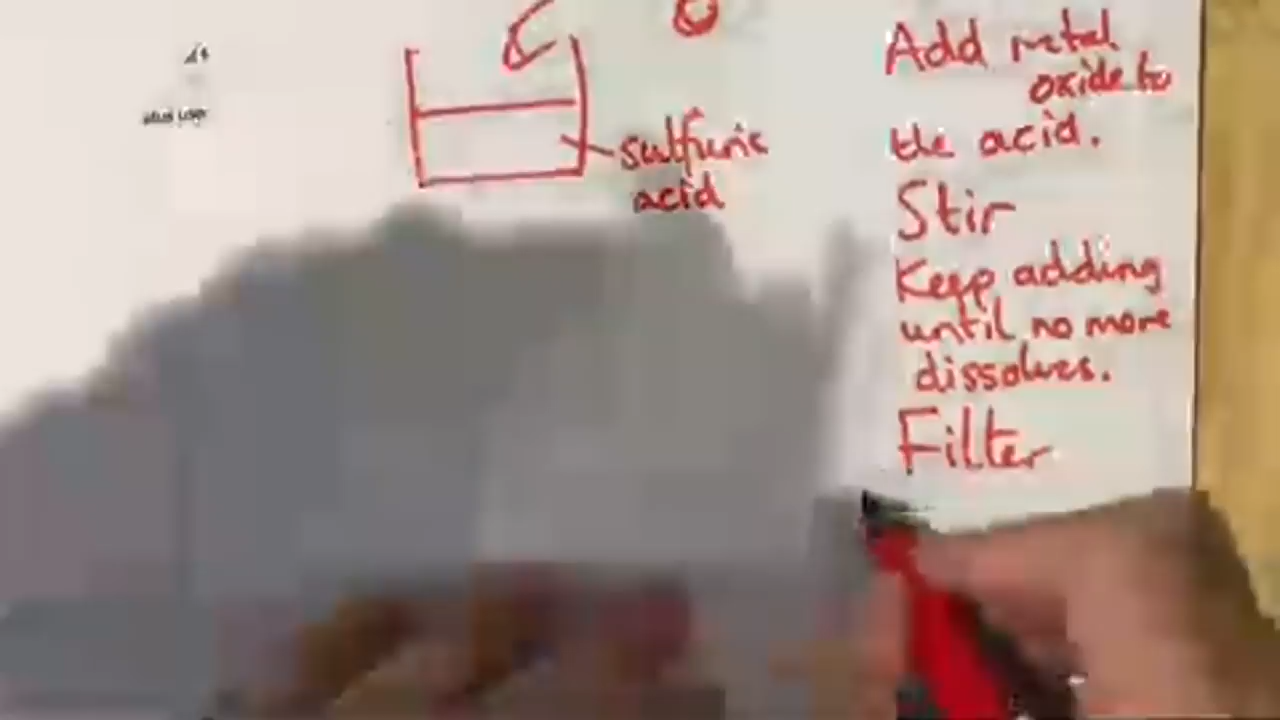 sulfuric
acid
Add metal
oxide to
the acid.
Stir
Keep adding
until no more
dissolves.
Filter